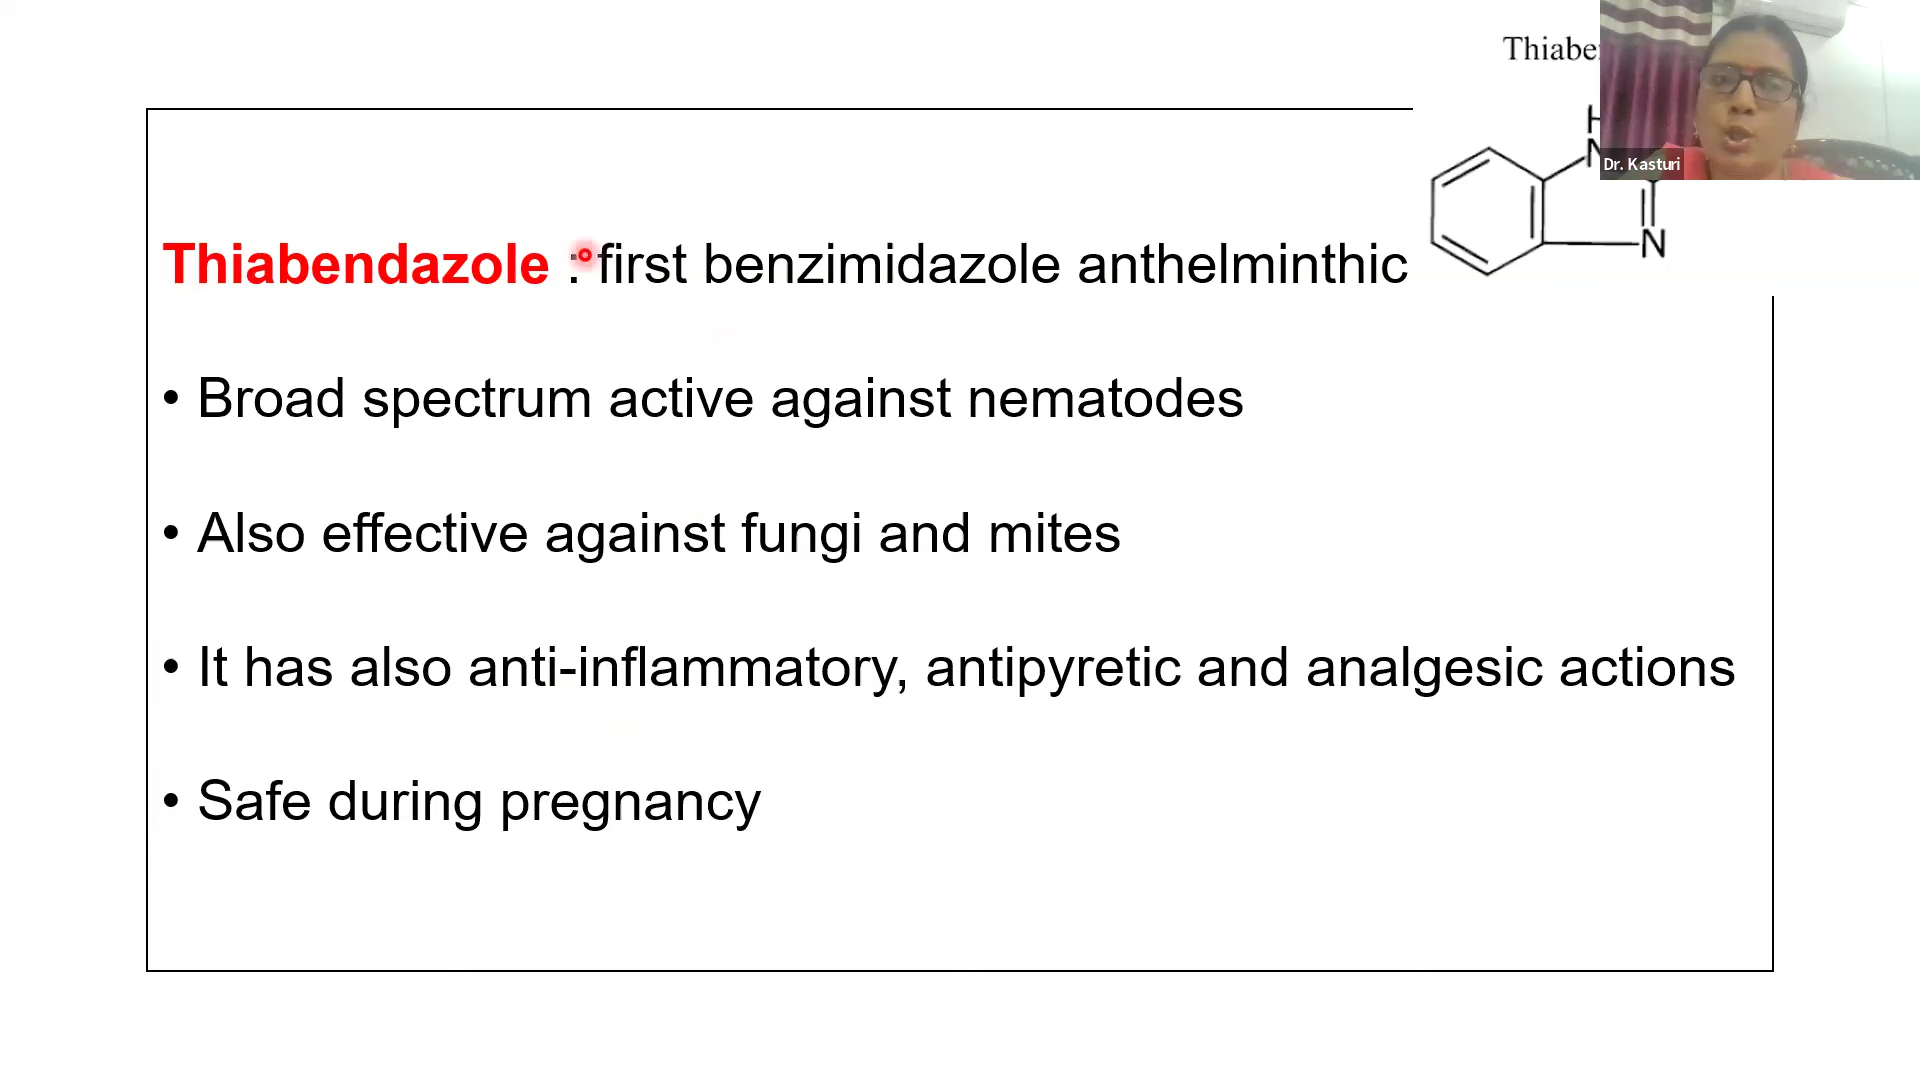 H
N
N
Dr. Kasturi
Thiabendazole : first benzimidazole anthelminthic
• Broad spectrum active against nematodes
• Also effective against fungi and mites
• It has also anti-inflammatory, antipyretic and analgesic actions
• Safe during pregnancy